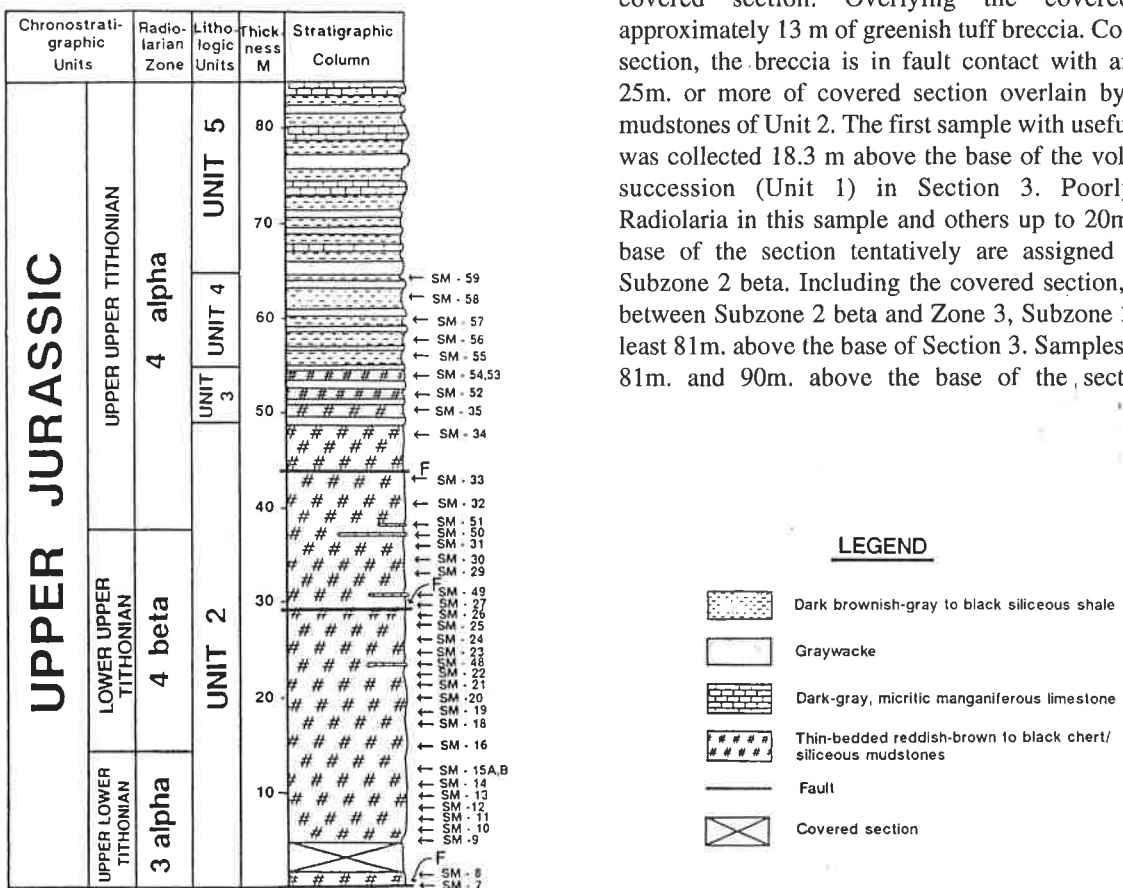 Chronostrati-
graphic
Units
Radio-
larian
Zone
Litho-
logic
Units
Thick-
ness
M
Stratigraphic
Column
UPPER JURASSIC
UPPER UPPER TITHONIAN
LOWER UPPER
TITHONIAN
UPPER LOWER
TITHONIAN
4 alpha
4 beta
3 alpha
UNIT 5
UNIT 4
UNIT
3
UNIT 2
80
70
60
50
40
30
20
10
SM - 59
SM - 58
SM - 57
SM - 56
SM - 55
SM - 54,53
SM - 52
SM - 35
SM - 34
F
SM - 33
SM - 32
SM - 51
SM - 50
SM - 31
SM - 30
SM - 29
F
SM - 49
SM - 27
SM - 26
SM - 25
SM - 24
SM - 23
SM - 48
SM - 22
SM - 21
SM -20
SM - 19
SM - 18
SM - 16
SM - 15A,B
SM - 14
SM - 13
SM -12
SM - 11
SM - 10
SM -9
F
SM - 8
SM - 7
covered section. Overlying the covered
approximately 13 m of greenish tuff breccia. Co
section, the breccia is in fault contact with a
25m. or more of covered section overlain by
mudstones of Unit 2. The first sample with usefu
was collected 18.3 m above the base of the vol
succession (Unit 1) in Section 3. Poorl
Radiolaria in this sample and others up to 20m
base of the section tentatively are assigned
Subzone 2 beta. Including the covered section,
between Subzone 2 beta and Zone 3, Subzone
least 81m. above the base of Section 3. Samples
81m. and 90m. above the base of the sect
LEGEND
Dark brownish-gray to black siliceous shale
Graywacke
Dark-gray, micritic manganiferous limestone
Thin-bedded reddish-brown to black chert/
siliceous mudstones
Fault
Covered section